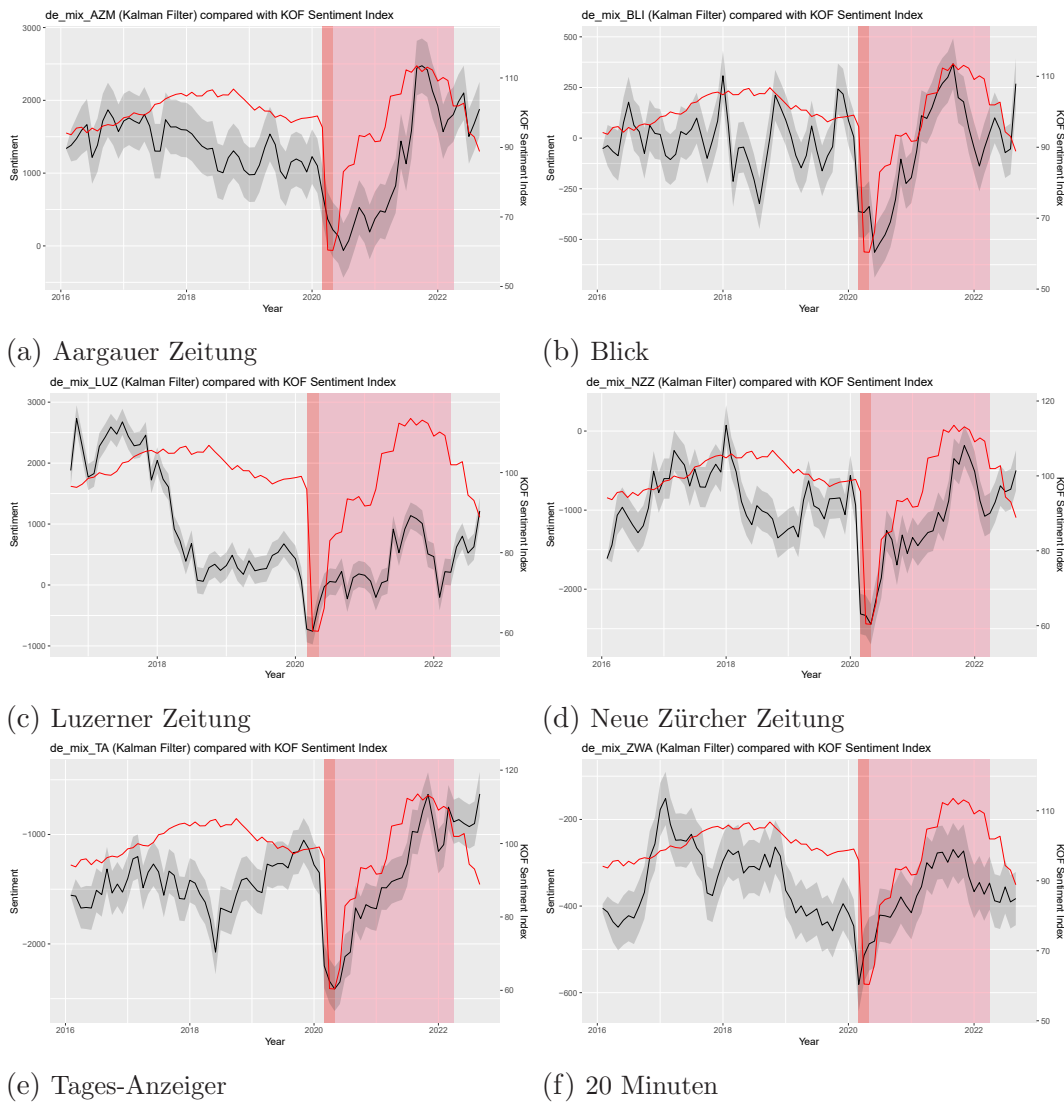 de_mix_AZM (Kalman Filter) compared with KOF Sentiment Index
3000
2000
1000
0
110
90
70
50
Sentiment
KOF Sentiment Index
2016
2018
2020
2022
Year
(a) Aargauer Zeitung
de_mix_BLI (Kalman Filter) compared with KOF Sentiment Index
500
250
0
−250
−500
110
90
70
50
Sentiment
KOF Sentiment Index
2016
2018
2020
2022
Year
(b) Blick
de_mix_LUZ (Kalman Filter) compared with KOF Sentiment Index
3000
2000
1000
0
−1000
100
80
60
Sentiment
KOF Sentiment Index
2018
2020
2022
Year
(c) Luzerner Zeitung
de_mix_NZZ (Kalman Filter) compared with KOF Sentiment Index
0
−1000
−2000
120
100
80
60
Sentiment
KOF Sentiment Index
2016
2018
2020
2022
Year
(d) Neue Zürcher Zeitung
de_mix_TA (Kalman Filter) compared with KOF Sentiment Index
−1000
−2000
120
100
80
60
Sentiment
KOF Sentiment Index
2016
2018
2020
2022
Year
(e) Tages-Anzeiger
de_mix_ZWA (Kalman Filter) compared with KOF Sentiment Index
−200
−400
−600
110
90
70
50
Sentiment
KOF Sentiment Index
2016
2018
2020
2022
Year
(f) 20 Minuten